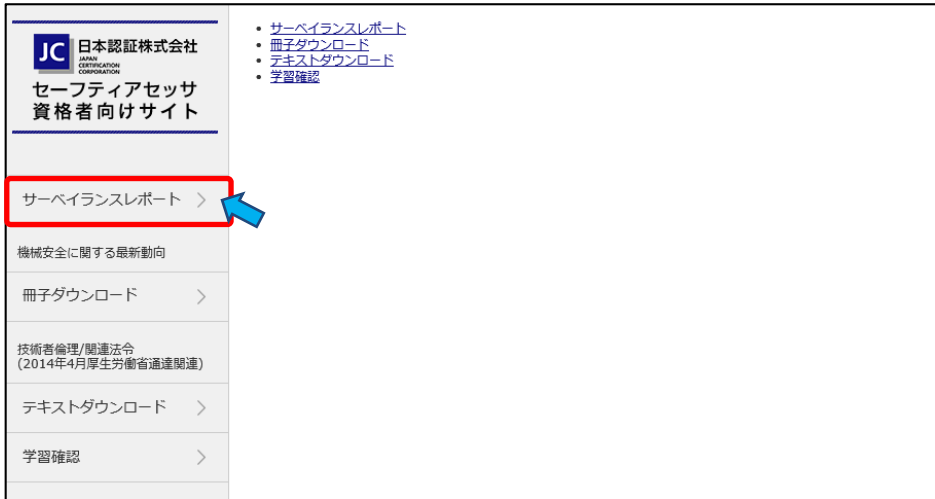 JC 日本認証株式会社
JAPAN
CERTIFICATION
CORPORATION
セーフティアセッサ
資格者向けサイト
サーベイランスレポート
機械安全に関する最新動向
冊子ダウンロード
技術者倫理/関連法令
(2014年4月厚生労働省通達関連)
テキストダウンロード
学習確認
• サーベイランスレポート
• 冊子ダウンロード
• テキストダウンロード
• 学習確認